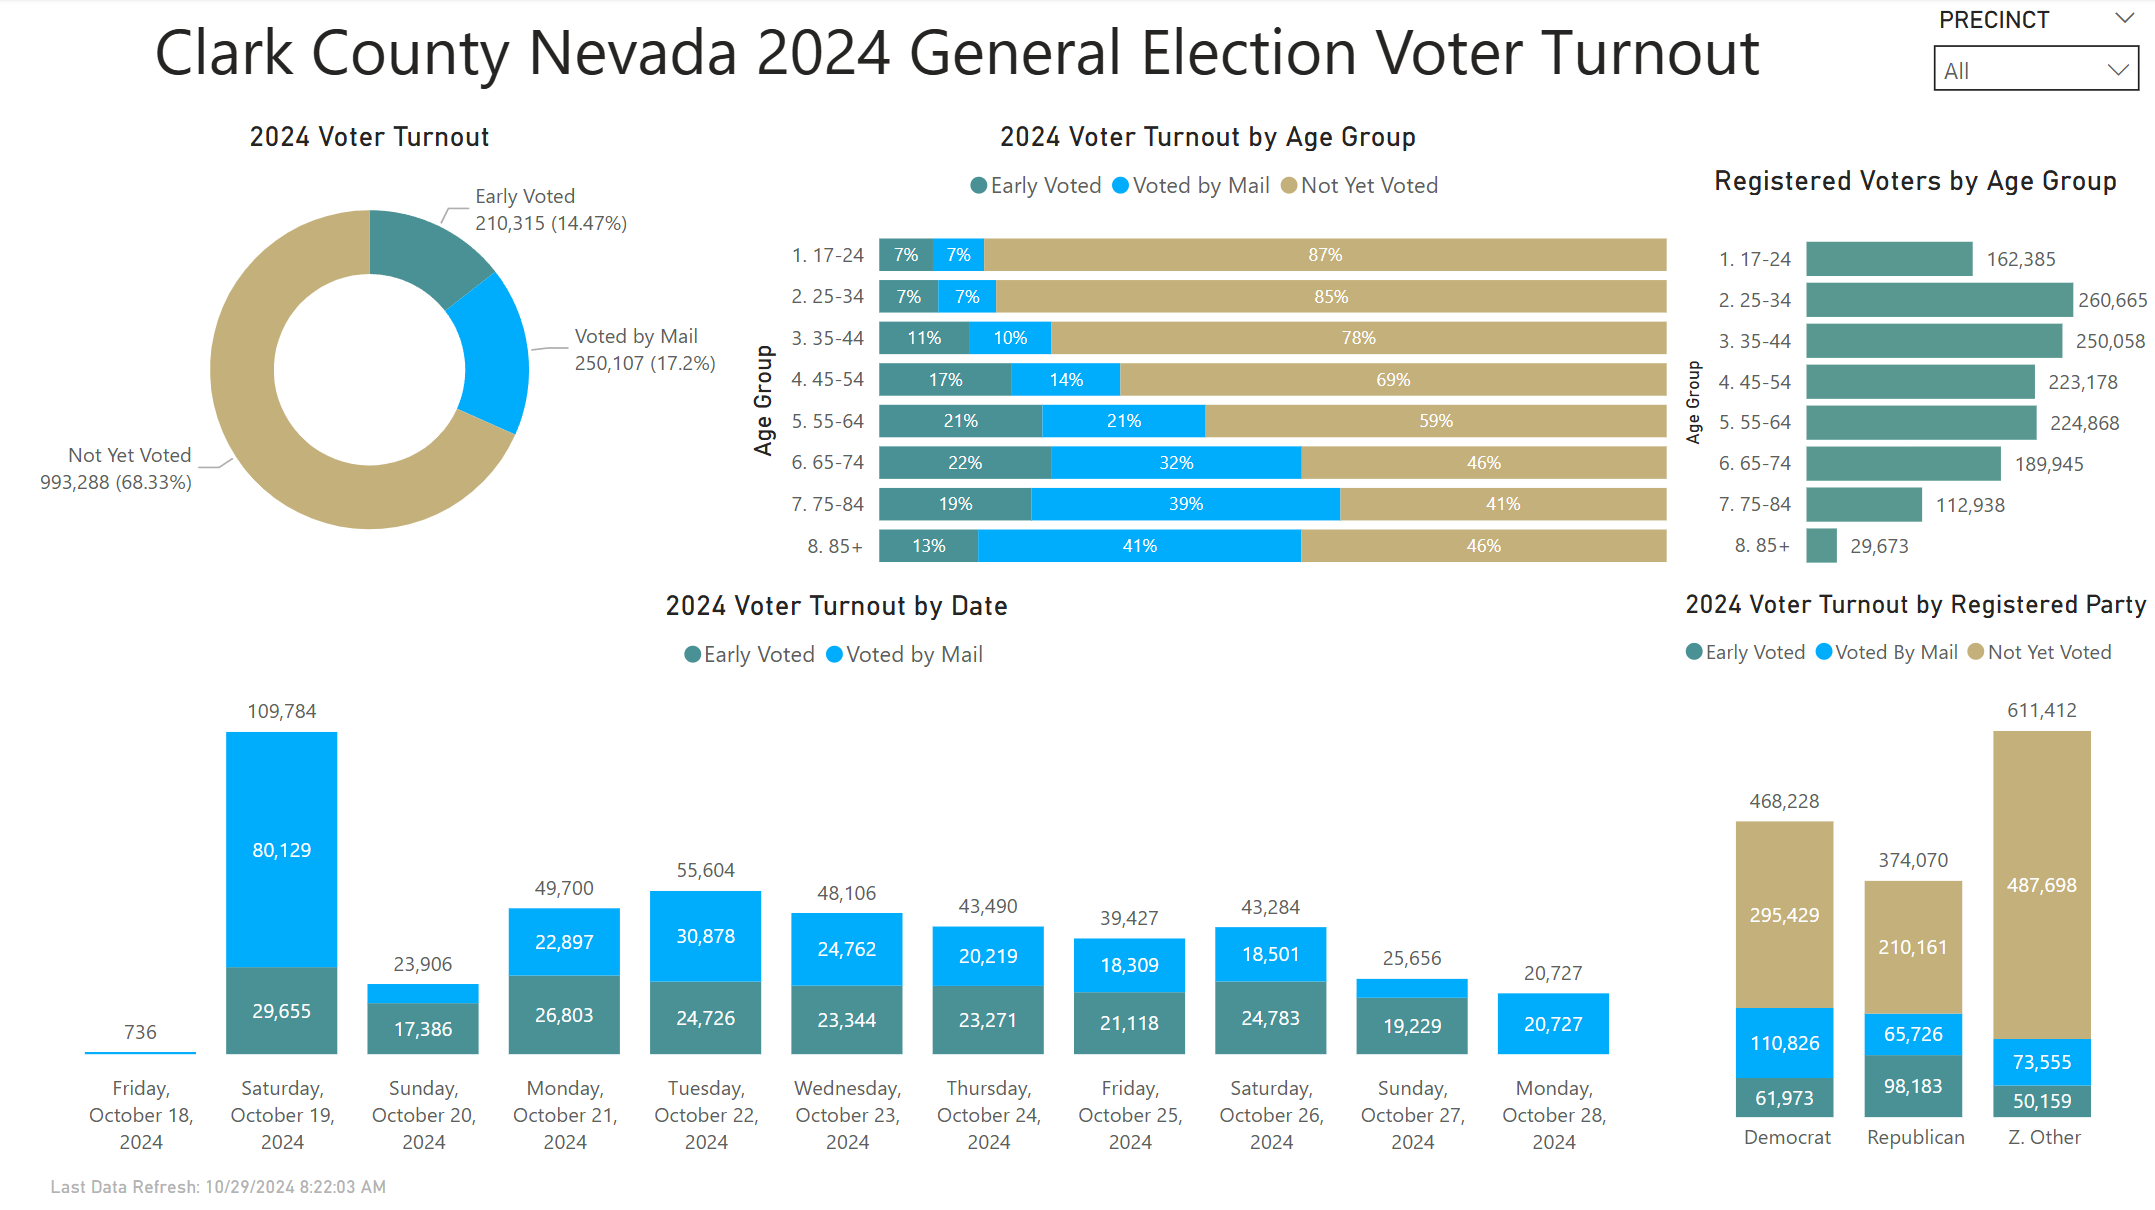 Clark County Nevada 2024 General Election Voter Turnout
PRECINCT
All
2024 Voter Turnout
Early Voted
210,315 (14.47%)
Voted by Mail
250,107 (17.2%)
Not Yet Voted
993,288 (68.33%)
2024 Voter Turnout by Age Group
Early Voted Voted by Mail Not Yet Voted
Age Group
1. 17-24 7% 7% 87%
2. 25-34 7% 7% 85%
3. 35-44 11% 10% 78%
4. 45-54 17% 14% 69%
5. 55-64 21% 21% 59%
6. 65-74 22% 32% 46%
7. 75-84 19% 39% 41%
8. 85+ 13% 41% 46%
Registered Voters by Age Group
Age Group
1. 17-24 162,385
2. 25-34 260,665
3. 35-44 250,058
4. 45-54 223,178
5. 55-64 224,868
6. 65-74 189,945
7. 75-84 112,938
8. 85+ 29,673
2024 Voter Turnout by Date
Early Voted Voted by Mail
736
Friday,
October 18,
2024
109,784
80,129
29,655
Saturday,
October 19,
2024
23,906
17,386
Sunday,
October 20,
2024
49,700
22,897
26,803
Monday,
October 21,
2024
55,604
30,878
24,726
Tuesday,
October 22,
2024
48,106
24,762
23,344
Wednesday,
October 23,
2024
43,490
20,219
23,271
Thursday,
October 24,
2024
39,427
18,309
21,118
Friday,
October 25,
2024
43,284
18,501
24,783
Saturday,
October 26,
2024
25,656
19,229
Sunday,
October 27,
2024
20,727
20,727
Monday,
October 28,
2024
2024 Voter Turnout by Registered Party
Early Voted Voted By Mail Not Yet Voted
468,228
295,429
110,826
61,973
Democrat
374,070
210,161
65,726
98,183
Republican
611,412
487,698
73,555
50,159
Z. Other
Last Data Refresh: 10/29/2024 8:22:03 AM